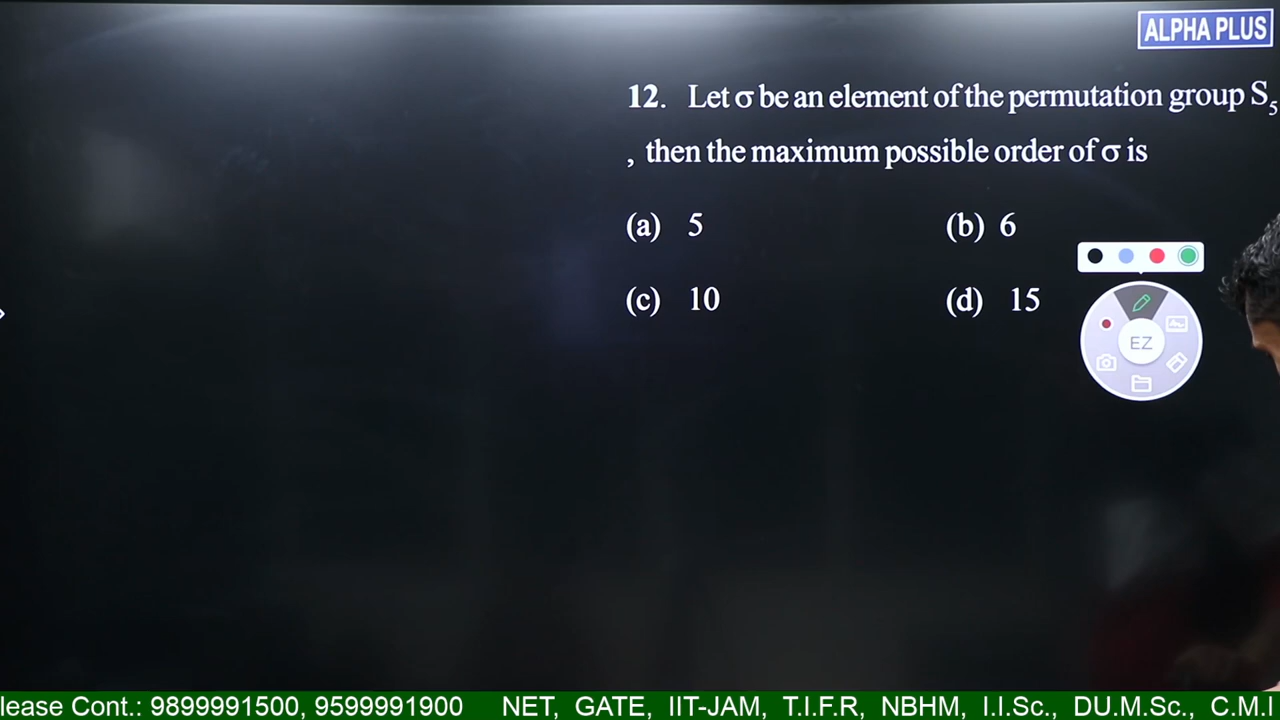 ALPHA PLUS
12. Let σ be an element of the permutation group S₅
, then the maximum possible order of σ is
(a) 5 (b) 6
(c) 10 (d) 15
EZ
lease Cont.: 9899991500, 9599991900 NET, GATE, IIT-JAM, T.I.F.R, NBHM, I.I.Sc., DU.M.Sc., C.M.I